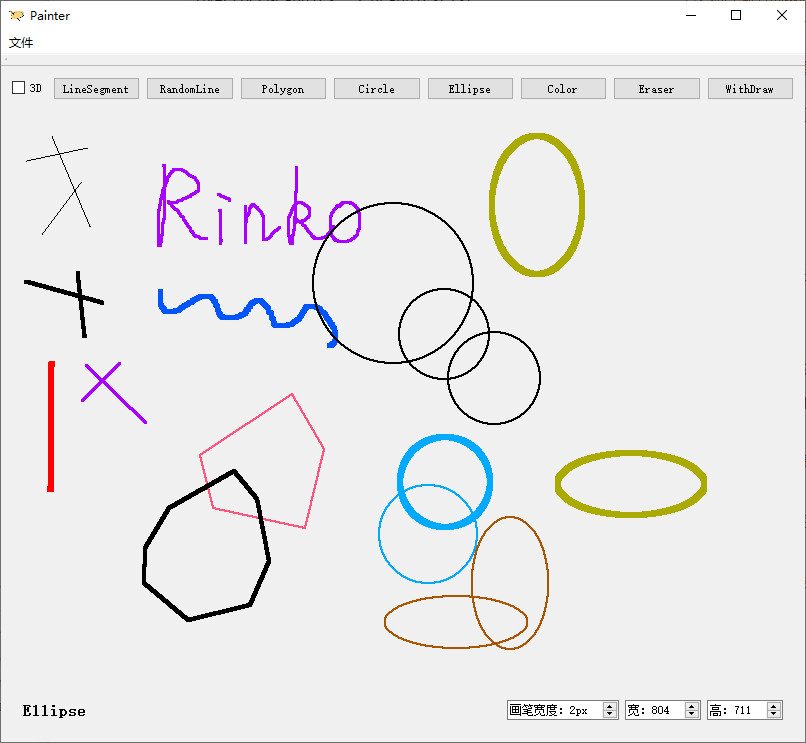 Painter
文件
3D LineSegment RandomLine Polygon Circle Ellipse Color Eraser WithDraw
Rinko
Ellipse 画笔宽度: 2px 宽: 804 高: 711